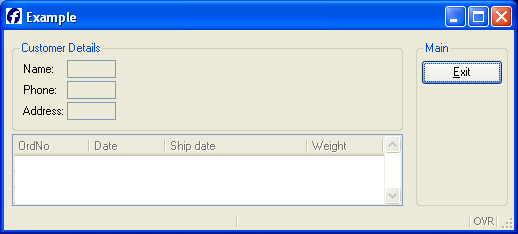 Example
Customer Details
Name:
Phone:
Address:
Main
Exit
OrdNo Date Ship date Weight
OVR